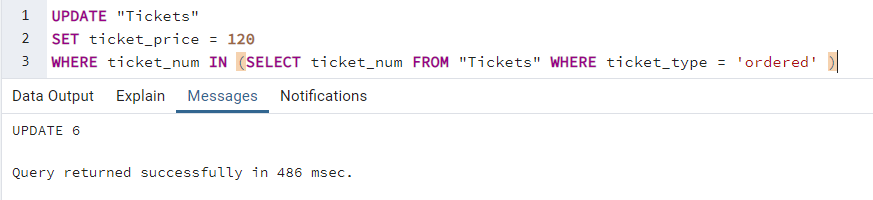 1 UPDATE "Tickets"
2 SET ticket_price = 120
3 WHERE ticket_num IN (SELECT ticket_num FROM "Tickets" WHERE ticket_type = 'ordered' )
Data Output Explain Messages Notifications
UPDATE 6
Query returned successfully in 486 msec.